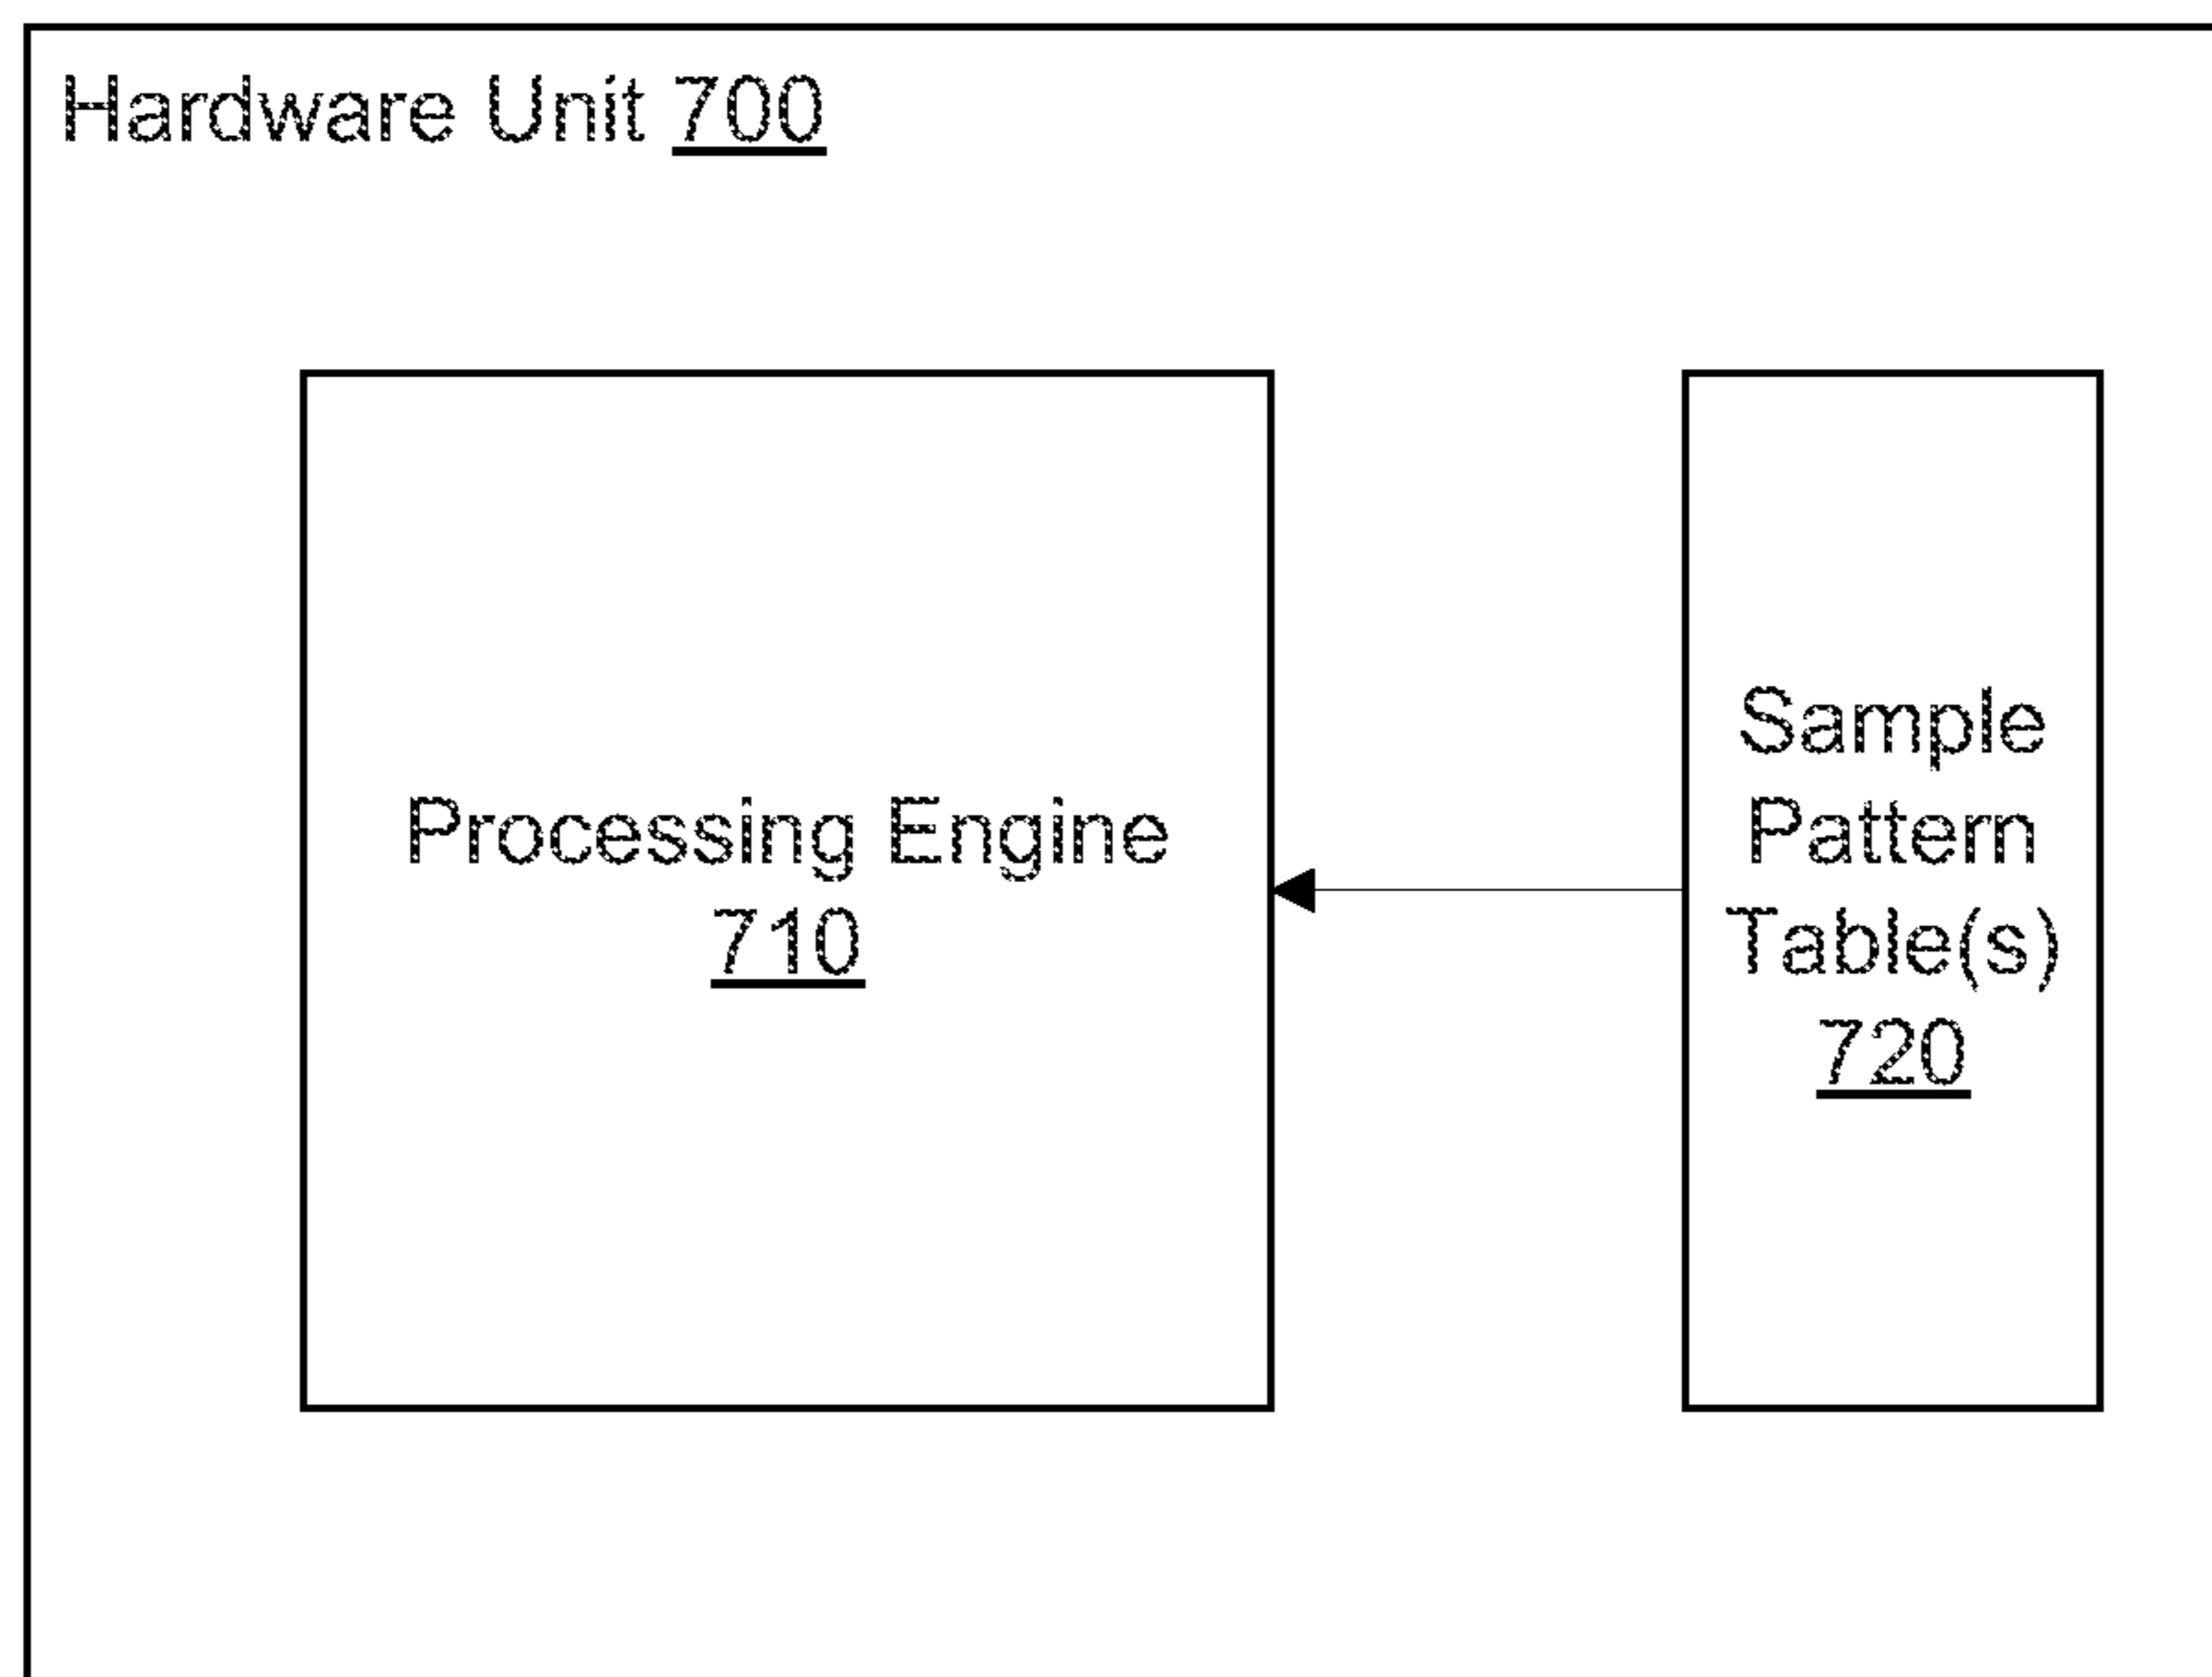 Hardware Unit 700
Processing Engine
710
Sample
Pattern
Table(s)
720